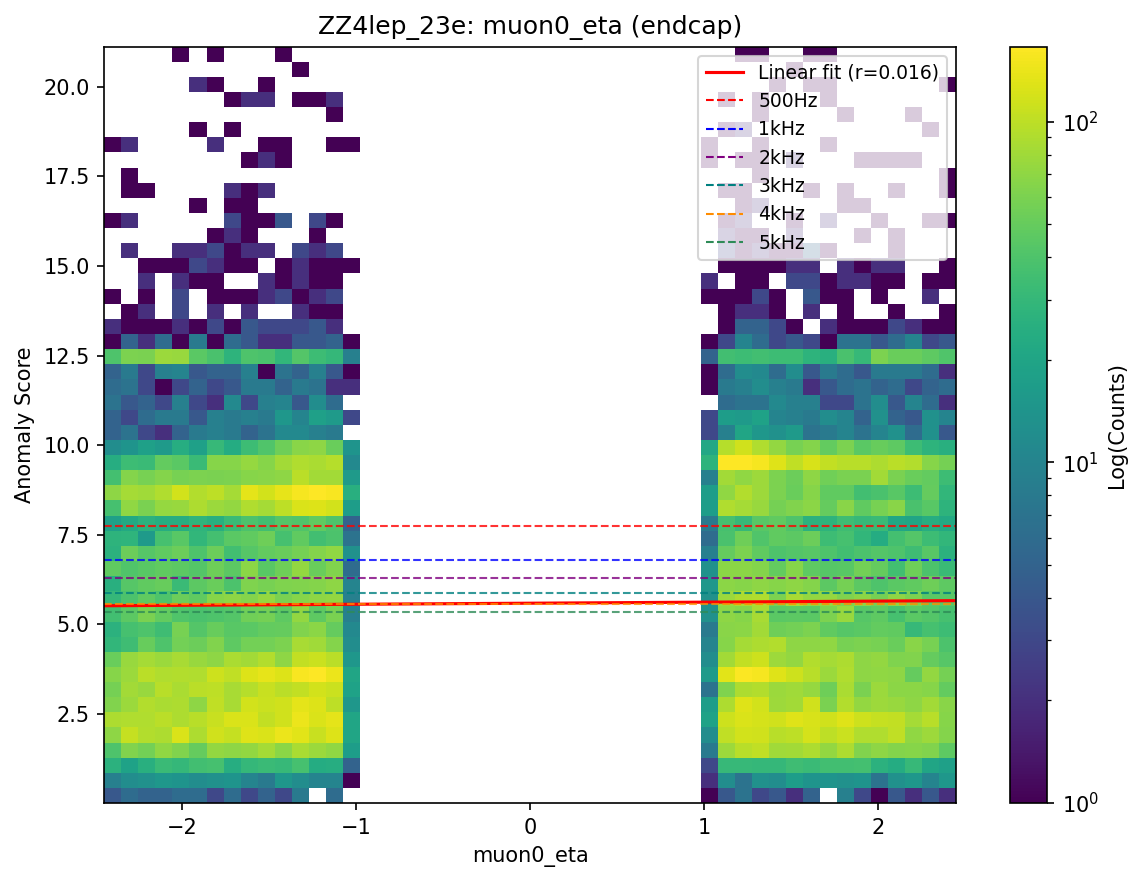 ZZ4lep_23e: muon0_eta (endcap)
Linear fit (r=0.016)
500Hz
1kHz
2kHz
3kHz
4kHz
5kHz
20.0
17.5
15.0
12.5
10.0
7.5
5.0
2.5
Anomaly Score
−2
−1
0
1
2
muon0_eta
10²
10¹
10⁰
Log(Counts)